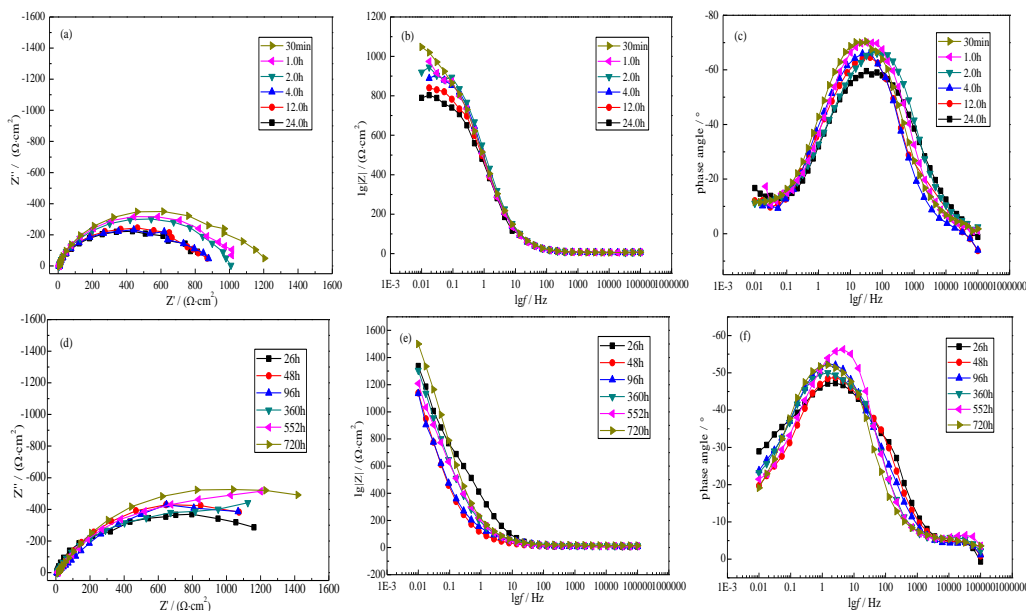 (a)
-1600
-1400
-1200
-1000
-800
-600
-400
-200
0
Z'' / (Ω·cm²)
0 200 400 600 800 1000 1200 1400 1600
Z' / (Ω·cm²)
30min
1.0h
2.0h
4.0h
12.0h
24.0h
(b)
1200
1000
800
600
400
200
0
lg|Z| / (Ω·cm²)
1E-3 0.01 0.1 1 10 100 1000 10000 100000 1000000
lgf / Hz
30min
1.0h
2.0h
4.0h
12.0h
24.0h
(c)
-80
-60
-40
-20
0
20
phase angle / °
1E-3 0.01 0.1 1 10 100 1000 10000 100000 1000000
lgf / Hz
30min
1.0h
2.0h
4.0h
12.0h
24.0h
(d)
-1600
-1400
-1200
-1000
-800
-600
-400
-200
0
Z'' / (Ω·cm²)
0 200 400 600 800 1000 1200 1400 1600
Z' / (Ω·cm²)
26h
48h
96h
360h
552h
720h
(e)
1600
1400
1200
1000
800
600
400
200
0
-200
lg|Z| / (Ω·cm²)
1E-3 0.01 0.1 1 10 100 1000 10000 100000 1000000
lgf / Hz
26h
48h
96h
360h
552h
720h
(f)
-60
-50
-40
-30
-20
-10
0
phase angle / °
1E-3 0.01 0.1 1 10 100 1000 10000 100000 1000000
lgf / Hz
26h
48h
96h
360h
552h
720h